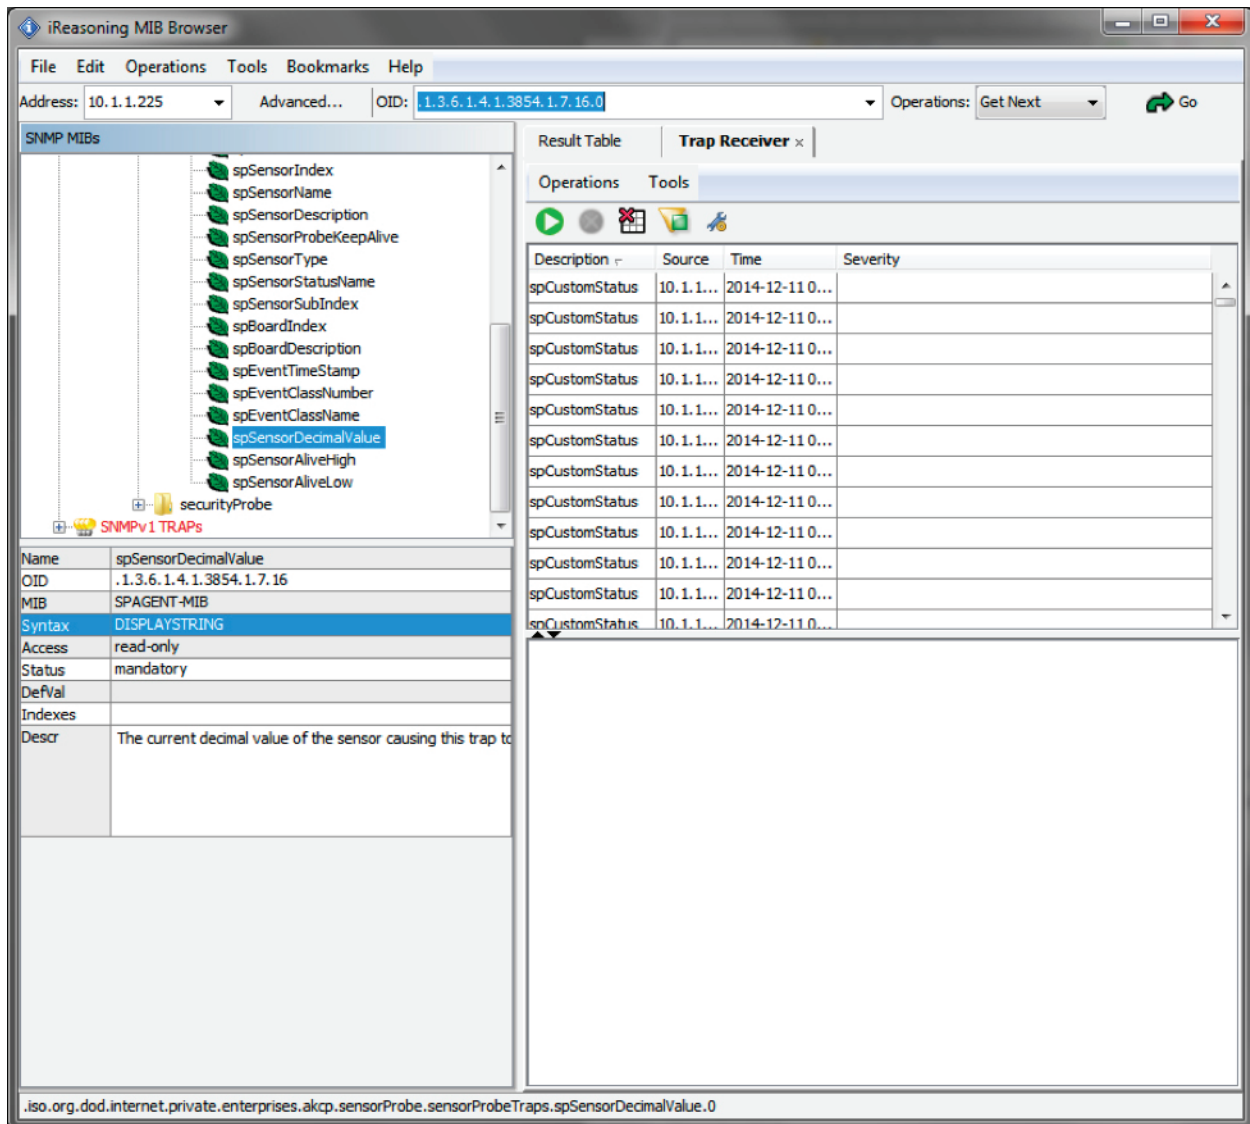 iReasoning MIB Browser
File Edit Operations Tools Bookmarks Help
Address: 10.1.1.225 Advanced... OID: .1.3.6.1.4.1.3854.1.7.16.0 Operations: Get Next Go
SNMP MIBs
spSensorIndex
spSensorName
spSensorDescription
spSensorProbeKeepAlive
spSensorType
spSensorStatusName
spSensorSubIndex
spBoardIndex
spBoardDescription
spEventTimeStamp
spEventClassNumber
spEventClassName
spSensorDecimalValue
spSensorAliveHigh
spSensorAliveLow
securityProbe
SNMPv1 TRAPs
Name spSensorDecimalValue
OID .1.3.6.1.4.1.3854.1.7.16
MIB SPAGENT-MIB
Syntax DISPLAYSTRING
Access read-only
Status mandatory
DefVal
Indexes
Descr The current decimal value of the sensor causing this trap to
Result Table Trap Receiver ×
Operations Tools
Description Source Time Severity
spCustomStatus 10.1.1... 2014-12-11 0...
spCustomStatus 10.1.1... 2014-12-11 0...
spCustomStatus 10.1.1... 2014-12-11 0...
spCustomStatus 10.1.1... 2014-12-11 0...
spCustomStatus 10.1.1... 2014-12-11 0...
spCustomStatus 10.1.1... 2014-12-11 0...
spCustomStatus 10.1.1... 2014-12-11 0...
spCustomStatus 10.1.1... 2014-12-11 0...
spCustomStatus 10.1.1... 2014-12-11 0...
spCustomStatus 10.1.1... 2014-12-11 0...
spCustomStatus 10.1.1... 2014-12-11 0...
spCustomStatus 10.1.1... 2014-12-11 0...
.iso.org.dod.internet.private.enterprises.akcp.sensorProbe.sensorProbeTraps.spSensorDecimalValue.0